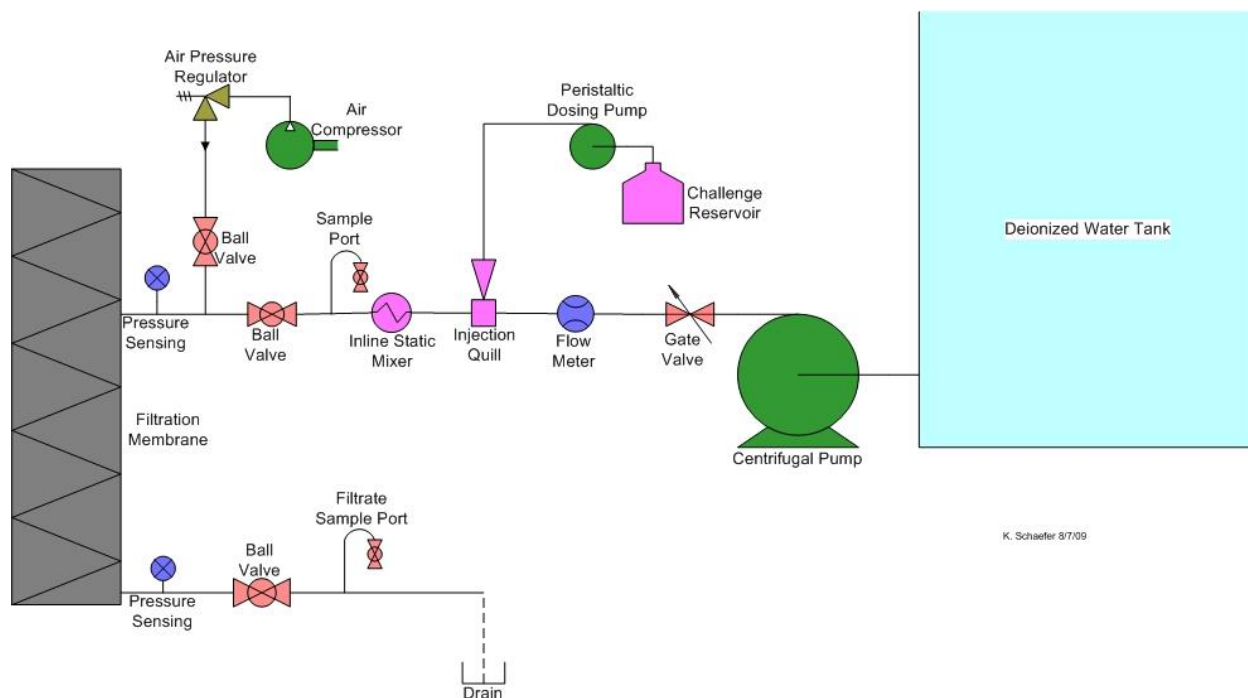 Air Pressure
Regulator
Air
Compressor
Peristaltic
Dosing Pump
Challenge
Reservoir
Deionized Water Tank
Ball
Valve
Sample
Port
Pressure
Sensing
Ball
Valve
Inline Static
Mixer
Injection
Quill
Flow
Meter
Gate
Valve
Filtration
Membrane
Centrifugal Pump
Filtrate
Sample Port
K. Schaefer 8/7/09
Ball
Valve
Pressure
Sensing
Drain